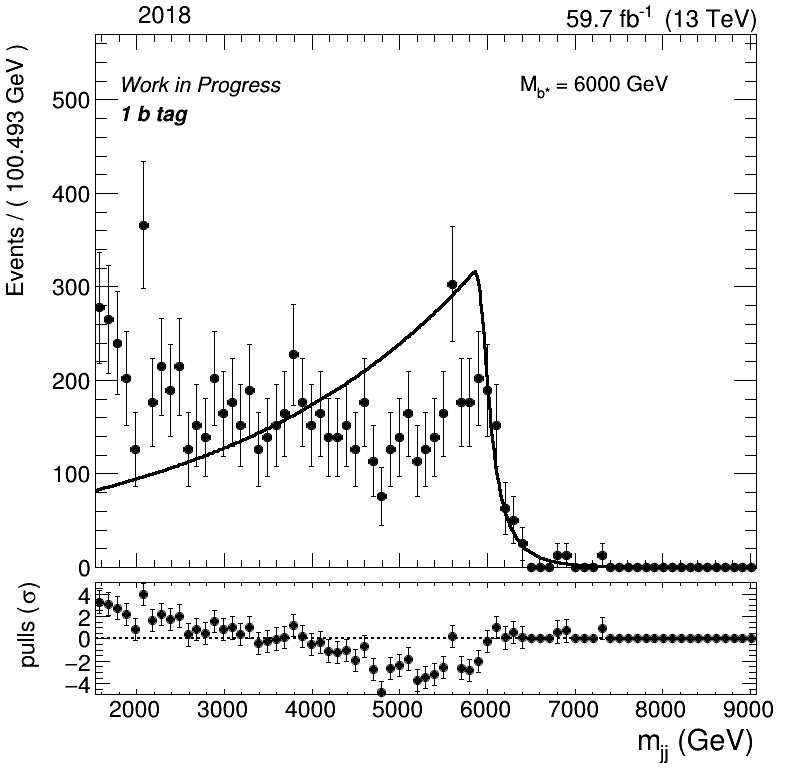 2018 59.7 fb⁻¹ (13 TeV)
Events / ( 100.493 GeV )
Work in Progress
1 b tag
M_b* = 6000 GeV
500
400
300
200
100
0
pulls (σ)
4
2
0
−2
−4
2000 3000 4000 5000 6000 7000 8000 9000
m_jj (GeV)